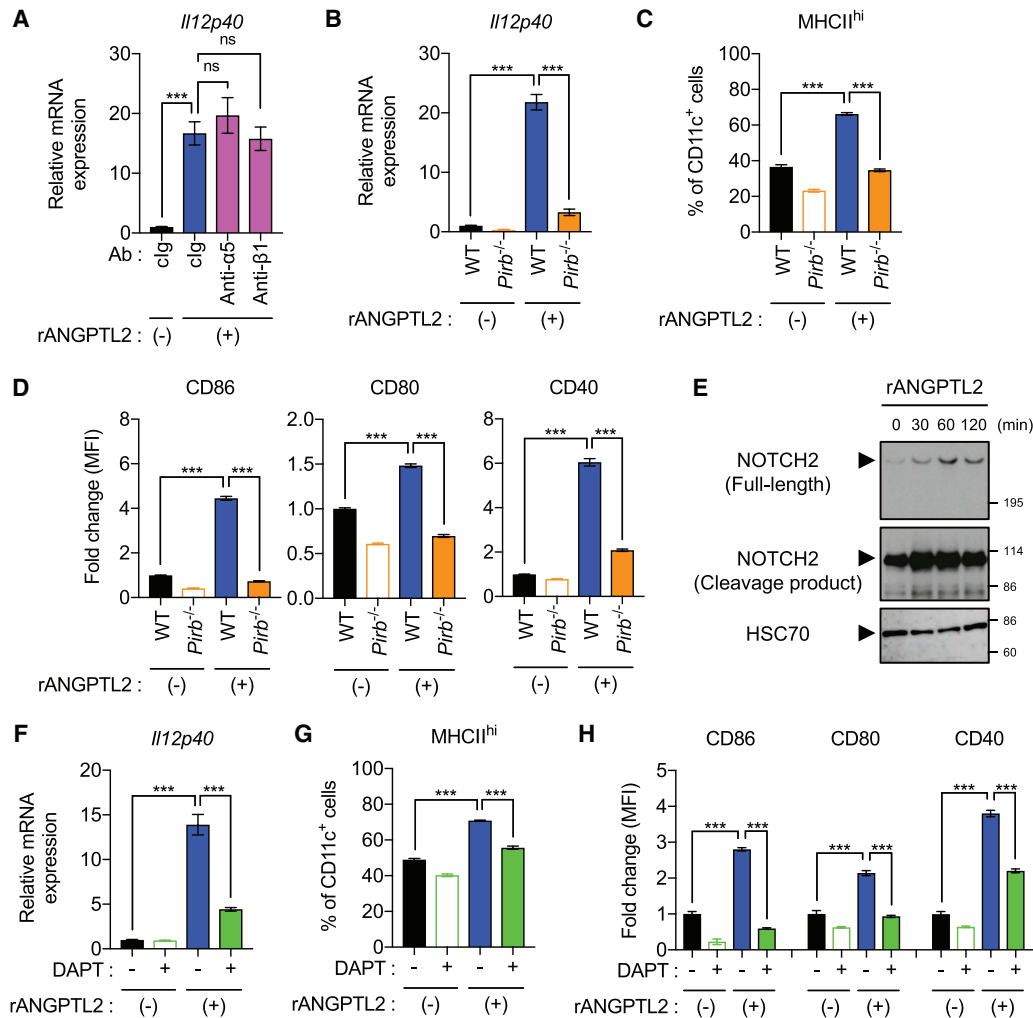 A
Il12p40
Relative mRNA
expression
30
20
10
0
***
ns
ns
Ab :
cIg
cIg
Anti-α5
Anti-β1
rANGPTL2 :
(-)
(+)
B
Il12p40
Relative mRNA
expression
30
20
10
0
***
***
WT
Pirb-/-
WT
Pirb-/-
rANGPTL2 :
(-)
(+)
C
MHCIIhi
% of CD11c+ cells
100
80
60
40
20
0
***
***
WT
Pirb-/-
WT
Pirb-/-
rANGPTL2 :
(-)
(+)
D
Fold change (MFI)
CD86
8
6
4
2
0
***
***
WT
Pirb-/-
WT
Pirb-/-
rANGPTL2 :
(-)
(+)
CD80
2.0
1.5
1.0
0.5
0.0
***
***
WT
Pirb-/-
WT
Pirb-/-
(-)
(+)
CD40
8
6
4
2
0
***
***
WT
Pirb-/-
WT
Pirb-/-
(-)
(+)
E
rANGPTL2
0 30 60 120 (min)
NOTCH2
(Full-length)
195
NOTCH2
(Cleavage product)
114
86
HSC70
86
60
F
Il12p40
Relative mRNA
expression
20
15
10
5
0
***
***
DAPT : - + - +
rANGPTL2 : (-) (+)
G
MHCIIhi
% of CD11c+ cells
100
80
60
40
20
0
***
***
DAPT : - + - +
rANGPTL2 : (-) (+)
H
CD86 CD80 CD40
Fold change (MFI)
5
4
3
2
1
0
***
***
***
***
***
***
DAPT : - + - + - + - + - + - +
rANGPTL2 : (-) (+) (-) (+) (-) (+)